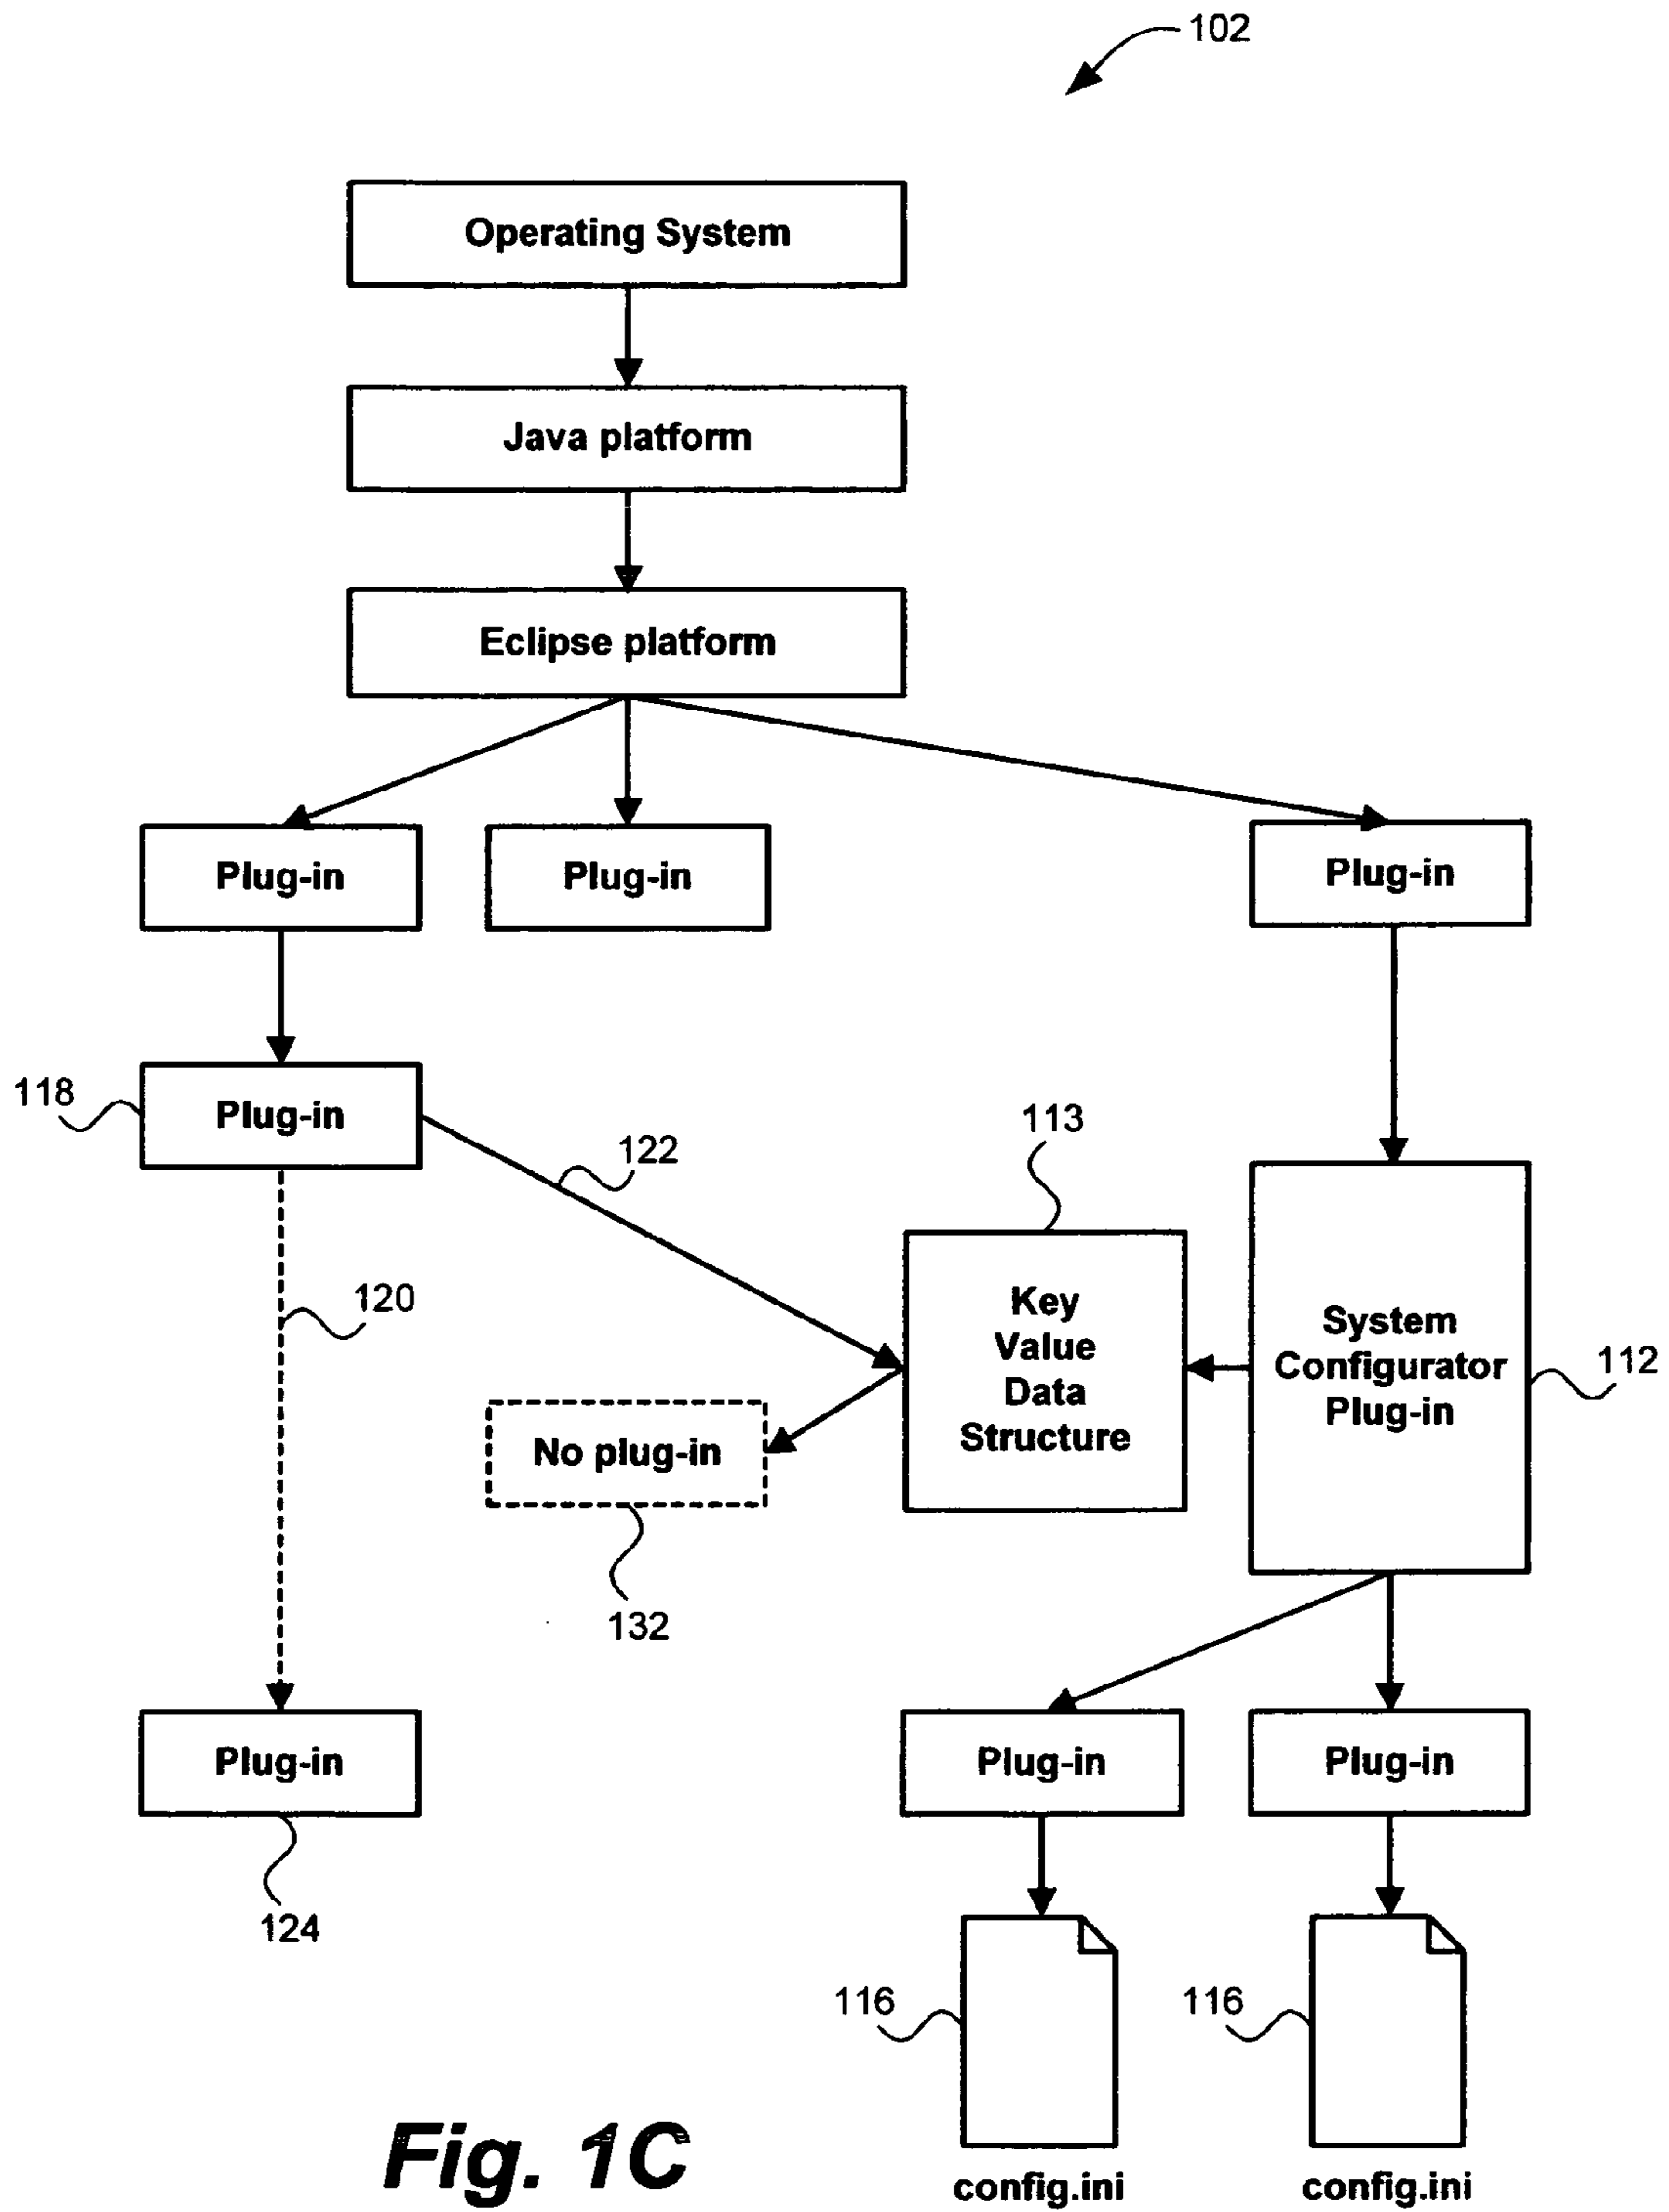 102
Operating System
Java platform
Eclipse platform
Plug-in
Plug-in
Plug-in
118
Plug-in
122
113
120
Key
Value
Data
Structure
System
Configurator
Plug-in
112
No plug-in
132
Plug-in
124
Plug-in
Plug-in
116
116
config.ini
config.ini
Fig. 1C